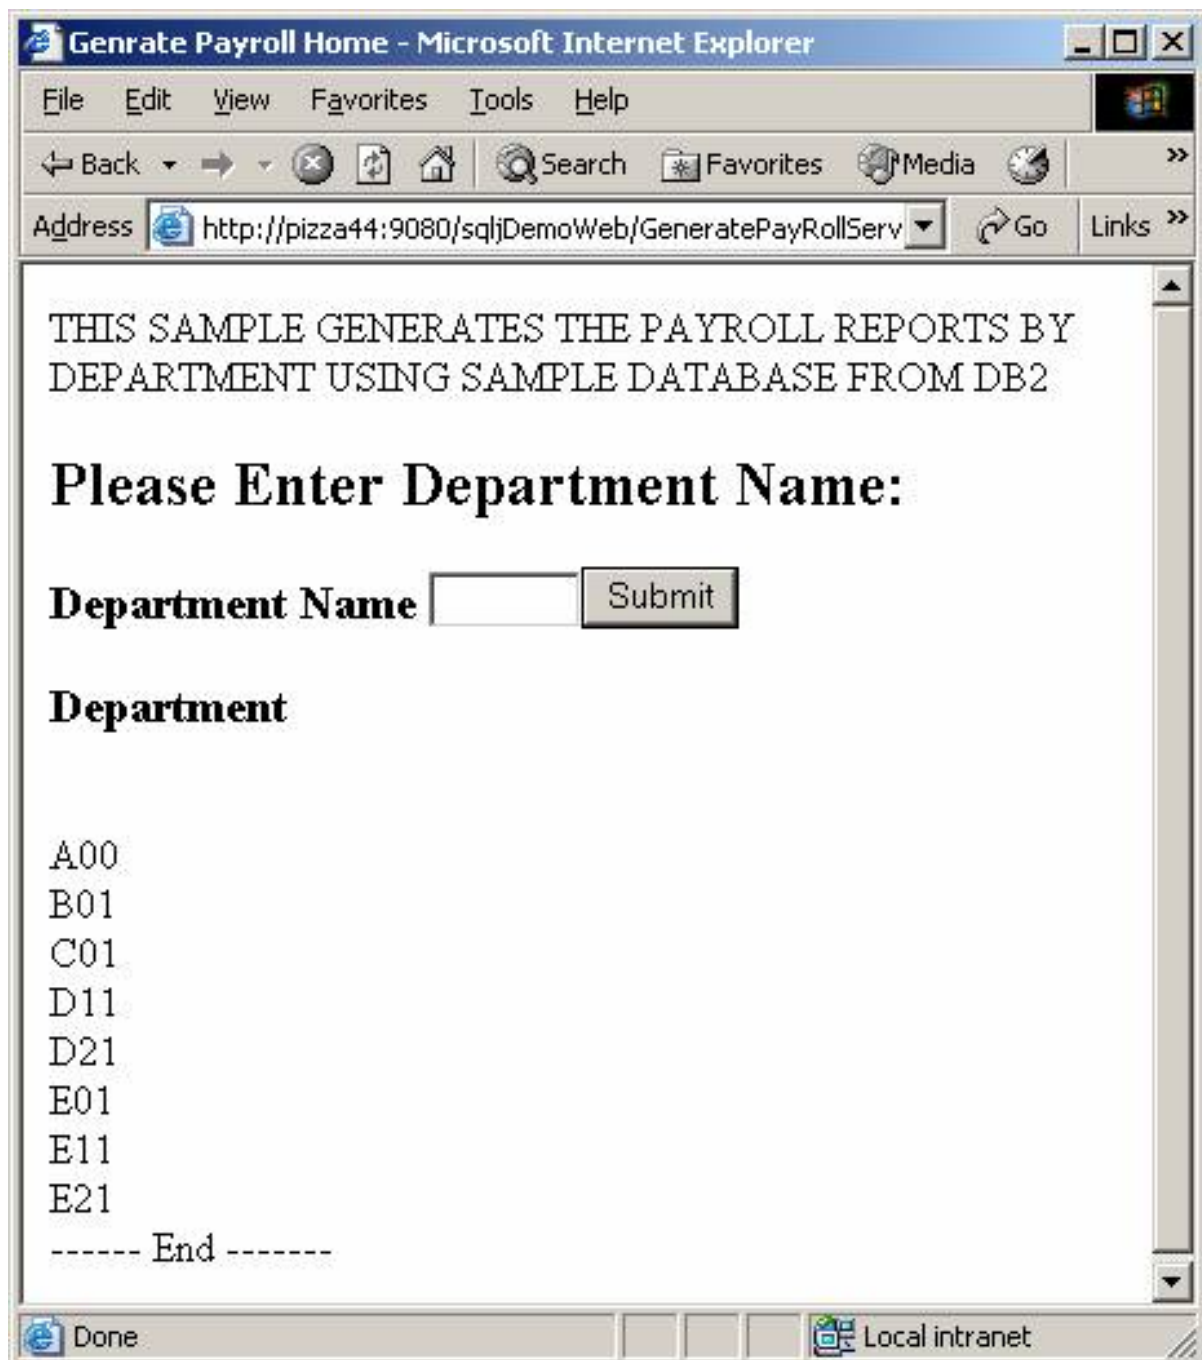 Genrate Payroll Home - Microsoft Internet Explorer
File Edit View Favorites Tools Help
Back Search Favorites Media »
Address http://pizza44:9080/sqljDemoWeb/GeneratePayRollServ Go Links »
THIS SAMPLE GENERATES THE PAYROLL REPORTS BY
DEPARTMENT USING SAMPLE DATABASE FROM DB2
Please Enter Department Name:
Department Name Submit
Department
A00
B01
C01
D11
D21
E01
E11
E21
------ End -------
Done Local intranet